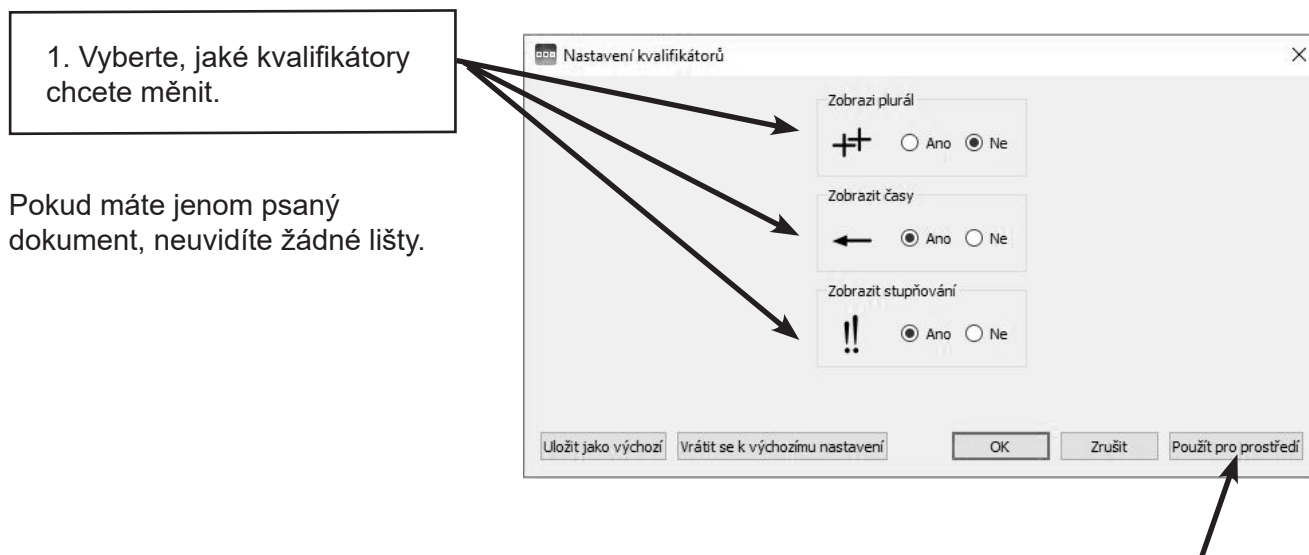 1. Vyberte, jaké kvalifikátory
chcete měnit.
Pokud máte jenom psaný
dokument, neuvidíte žádné lišty.
Nastavení kvalifikátorů
Zobrazi plurál
Ano Ne
Zobrazit časy
Ano Ne
Zobrazit stupňování
Ano Ne
Uložit jako výchozí Vrátit se k výchozímu nastavení OK Zrušit Použít pro prostředí